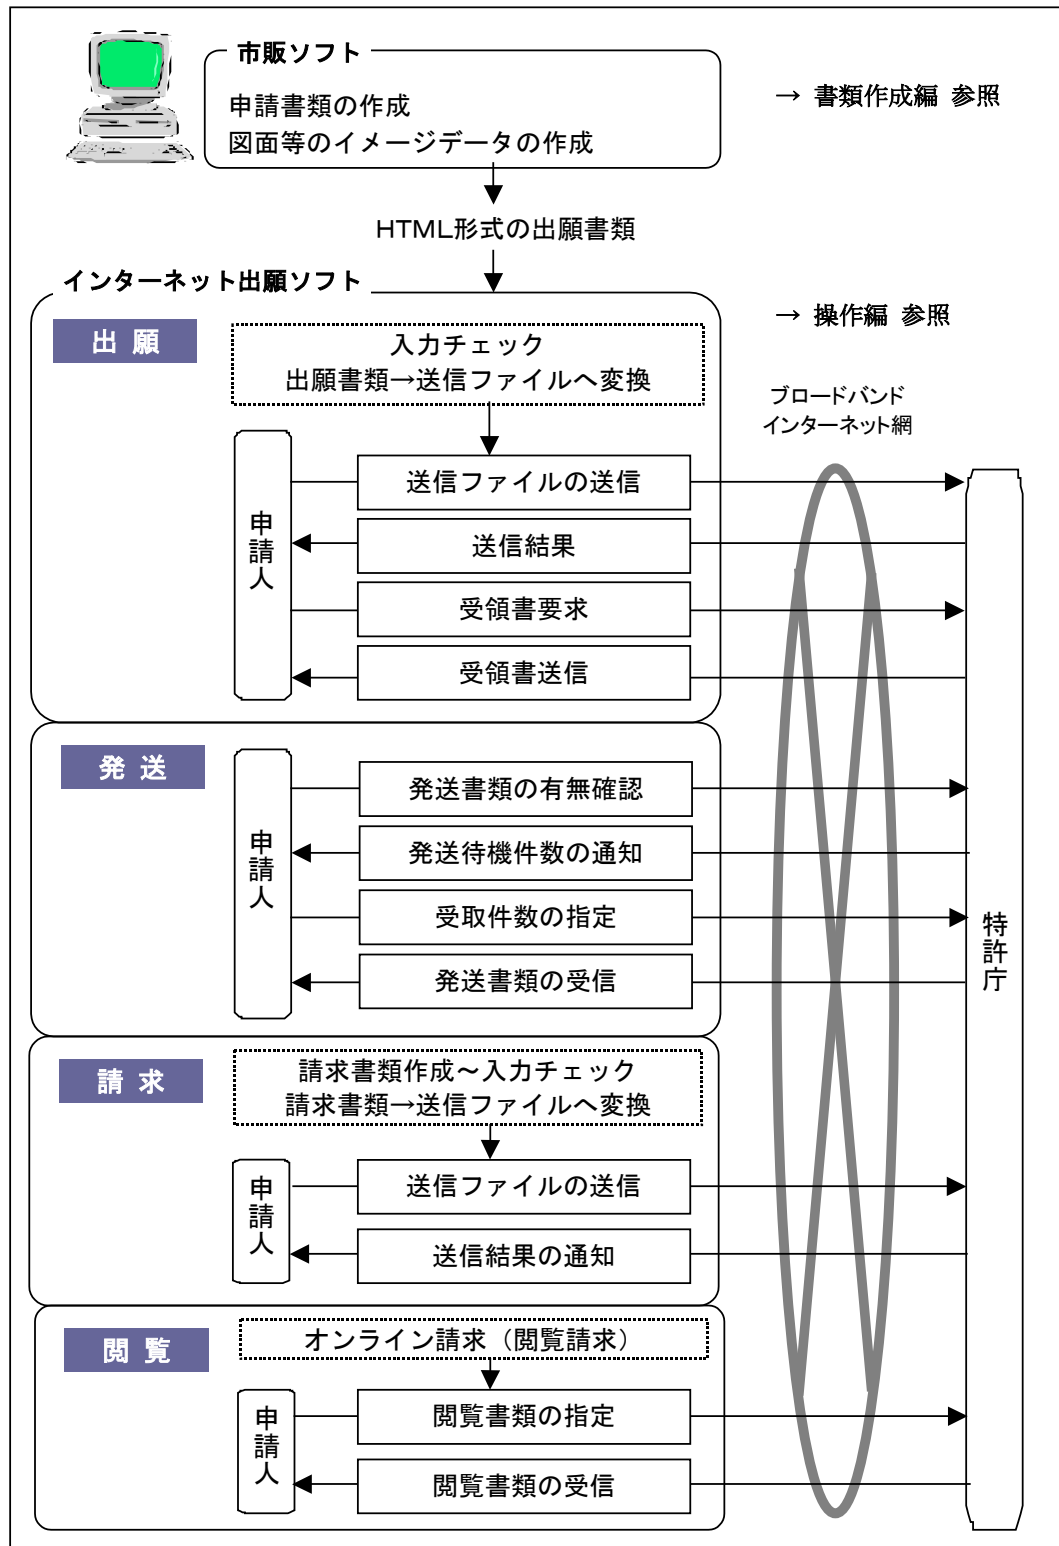 市販ソフト
申請書類の作成
図面等のイメージデータの作成
→ 書類作成編 参照
HTML形式の出願書類
インターネット出願ソフト
→ 操作編 参照
出 願
入力チェック
出願書類→送信ファイルへ変換
ブロードバンド
インターネット網
申請人
送信ファイルの送信
送信結果
受領書要求
受領書送信
発 送
申請人
発送書類の有無確認
発送待機件数の通知
受取件数の指定
発送書類の受信
特許庁
請 求
請求書類作成～入力チェック
請求書類→送信ファイルへ変換
申請人
送信ファイルの送信
送信結果の通知
閲 覧
オンライン請求（閲覧請求）
申請人
閲覧書類の指定
閲覧書類の受信